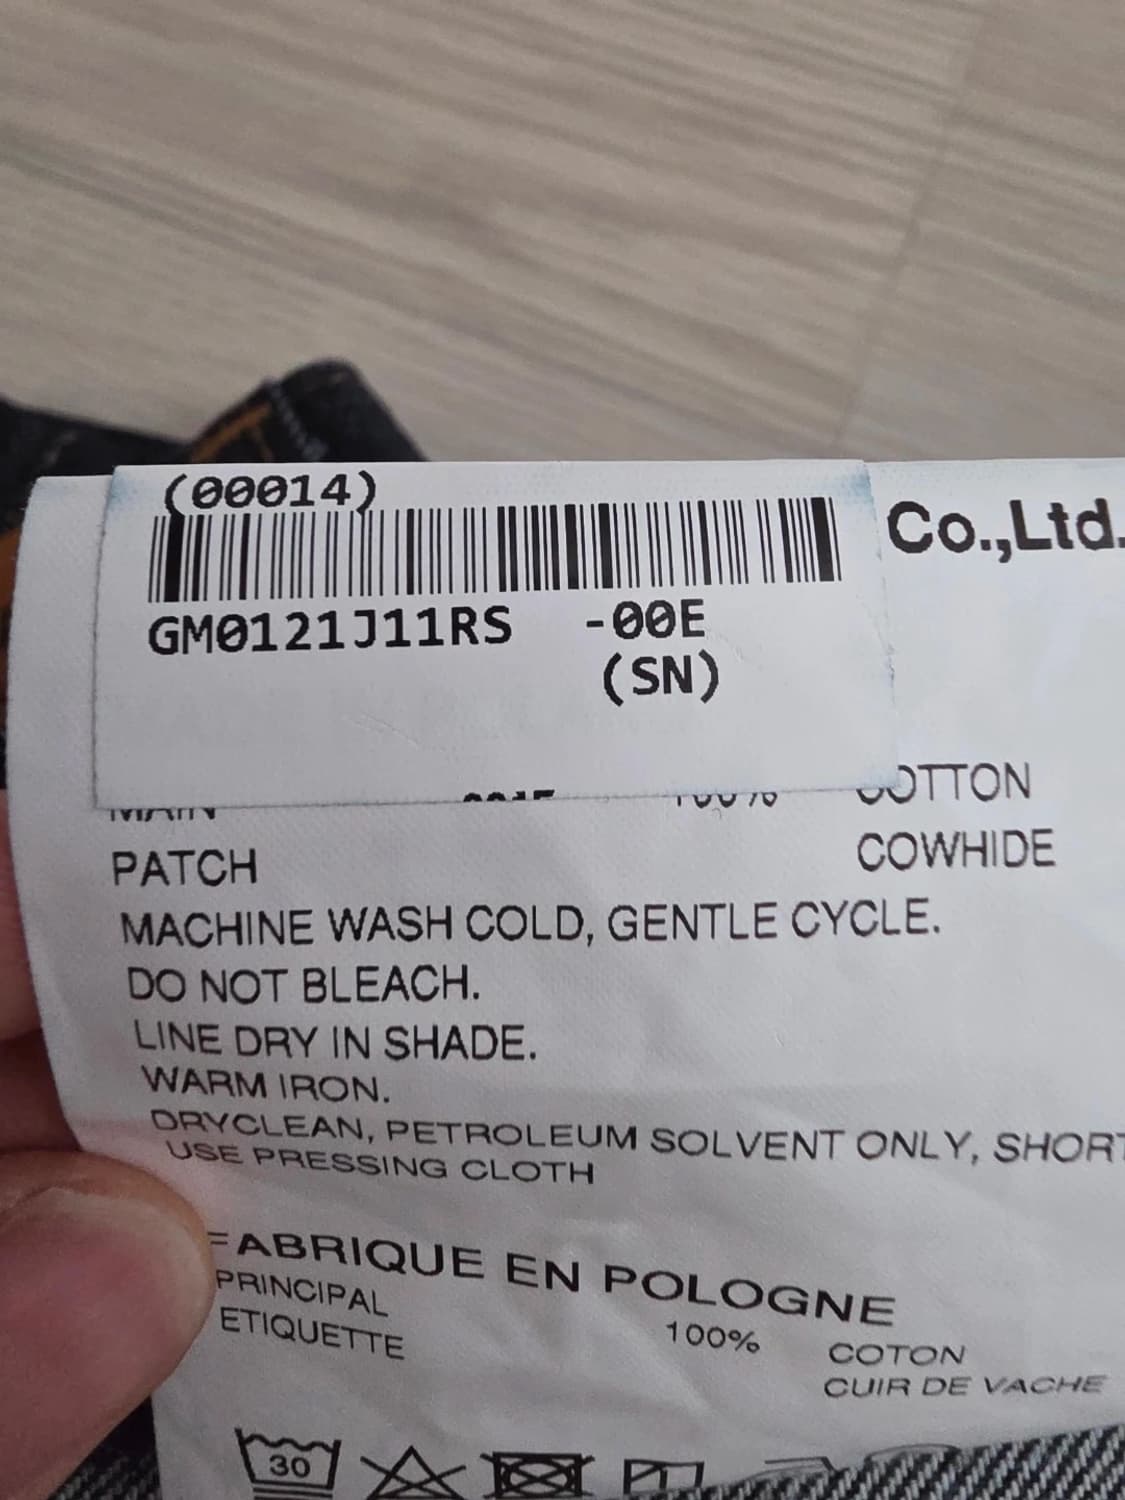 (00014)
Co.,Ltd.
GM0121J11RS -00E
(SN)
MAIN 100% COTTON
PATCH COWHIDE
MACHINE WASH COLD, GENTLE CYCLE.
DO NOT BLEACH.
LINE DRY IN SHADE.
WARM IRON.
DRYCLEAN, PETROLEUM SOLVENT ONLY, SHORT
USE PRESSING CLOTH
FABRIQUE EN POLOGNE
PRINCIPAL 100% COTON
ETIQUETTE CUIR DE VACHE
30